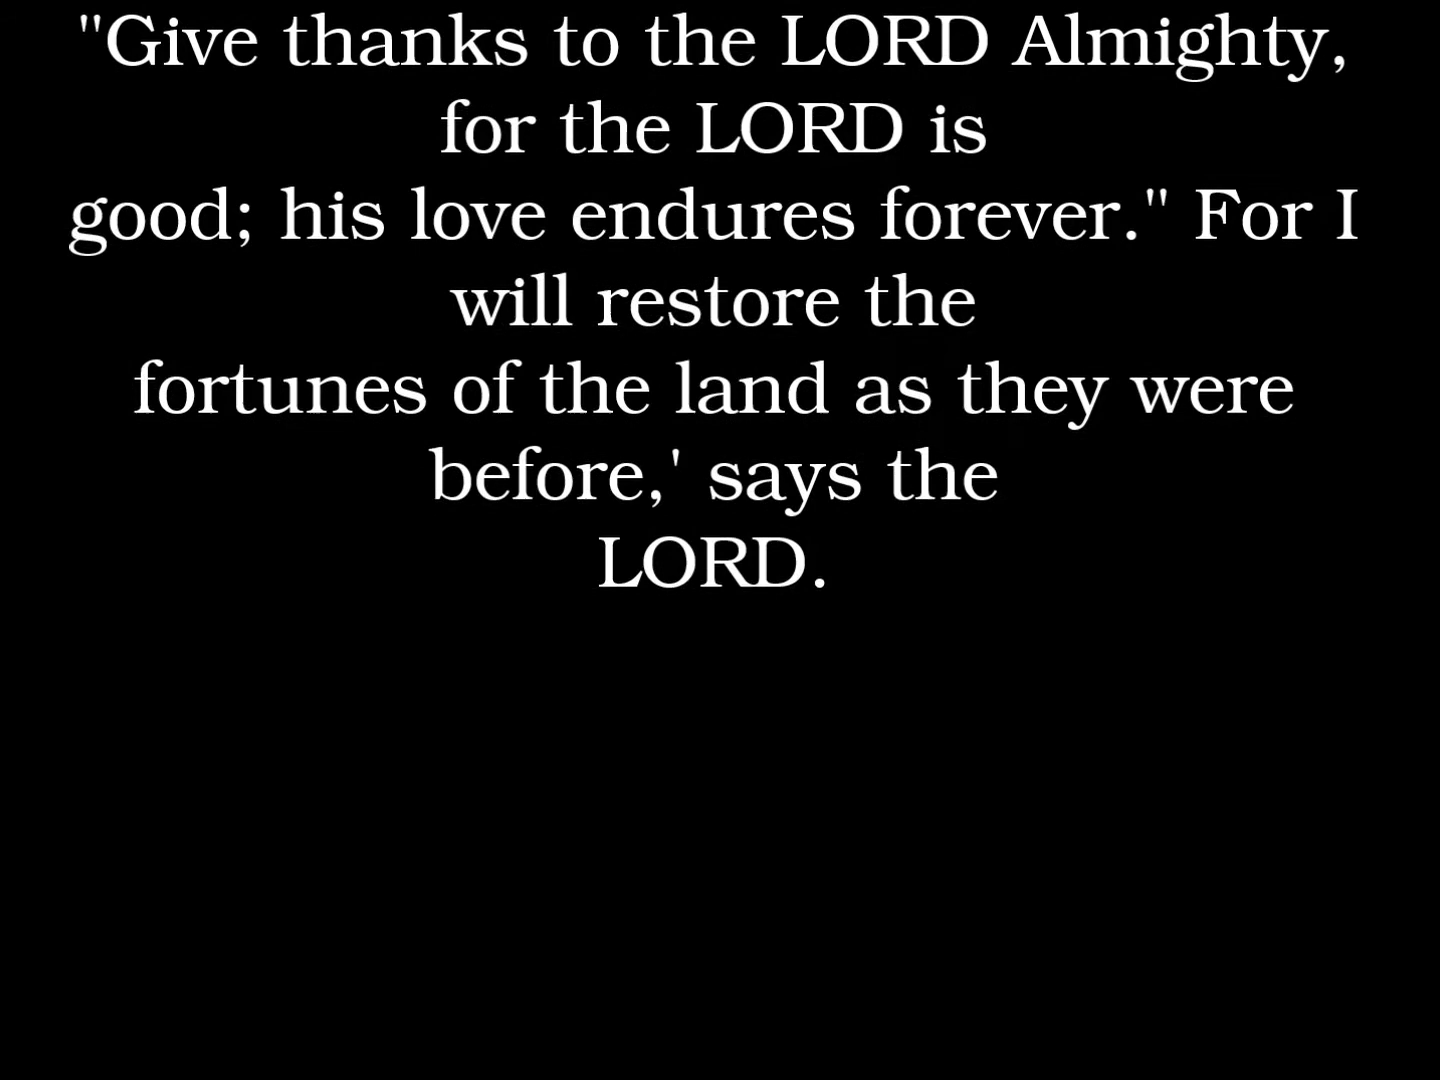 "Give thanks to the LORD Almighty,
for the LORD is
good; his love endures forever." For I
will restore the
fortunes of the land as they were
before,' says the
LORD.